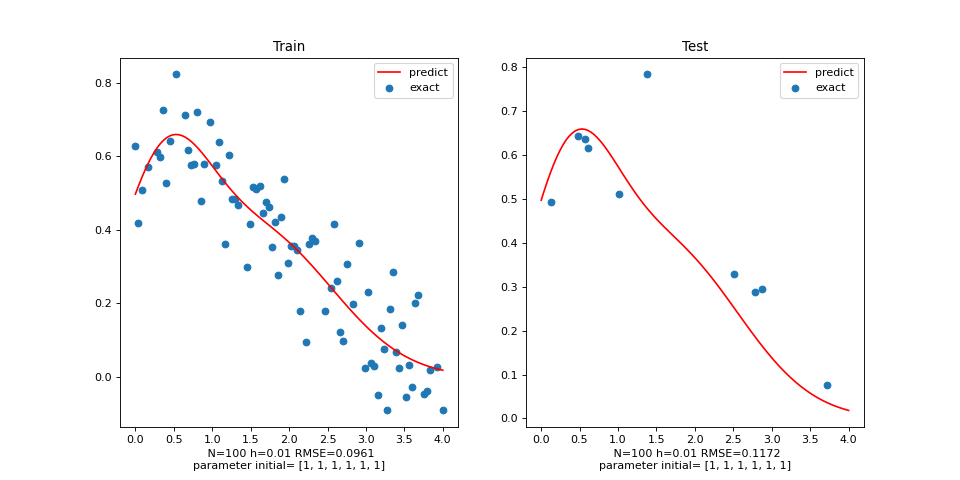 Train
predict
exact
0.8
0.6
0.4
0.2
0.0
0.0 0.5 1.0 1.5 2.0 2.5 3.0 3.5 4.0
N=100 h=0.01 RMSE=0.0961
parameter initial= [1, 1, 1, 1, 1, 1]
Test
predict
exact
0.8
0.7
0.6
0.5
0.4
0.3
0.2
0.1
0.0
0.0 0.5 1.0 1.5 2.0 2.5 3.0 3.5 4.0
N=100 h=0.01 RMSE=0.1172
parameter initial= [1, 1, 1, 1, 1, 1]